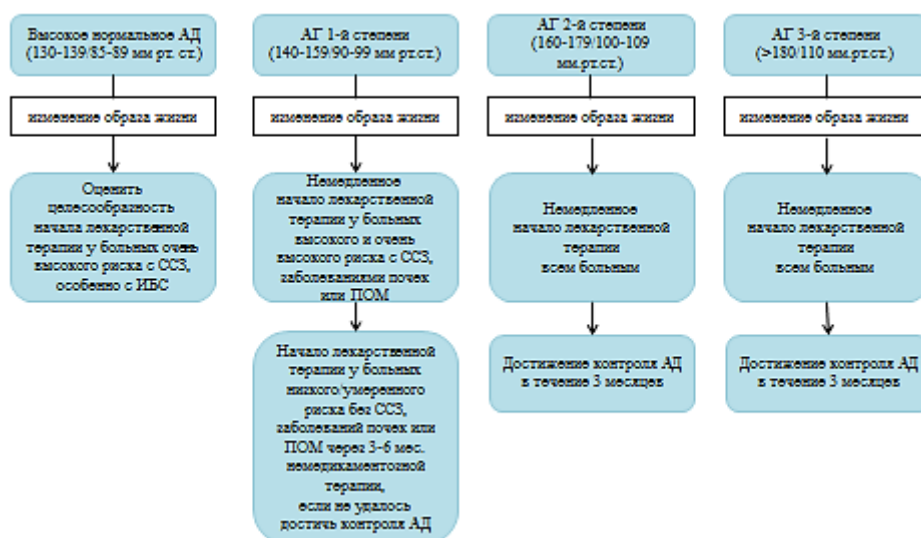 Высокое нормальное АД
(130-139/85-89 мм рт. ст.)
изменение образа жизни
Оценить
целесообразность
начала лекарственной
терапии у больных очень
высокого риска с ССЗ,
особенно с ИБС
АГ 1-й степени
(140-159/90-99 мм рт.ст.)
изменение образа жизни
Немедленное
начало лекарственной
терапии у больных
высокого и очень
высокого риска с ССЗ,
заболеваниями почек
или ПОМ
Начало лекарственной
терапии у больных
низкого/умеренного
риска без ССЗ,
заболеваний почек или
ПОМ через 3-6 мес.
немедикаментозной
терапии,
если не удалось
достичь контроля АД
АГ 2-й степени
(160-179/100-109
мм.рт.ст.)
изменение образа жизни
Немедленное
начало лекарственной
терапии
всем больным
Достижение контроля АД
в течение 3 месяцев
АГ 3-й степени
(>180/110 мм.рт.ст.)
изменение образа жизни
Немедленное
начало лекарственной
терапии
всем больным
Достижение контроля АД
в течение 3 месяцев